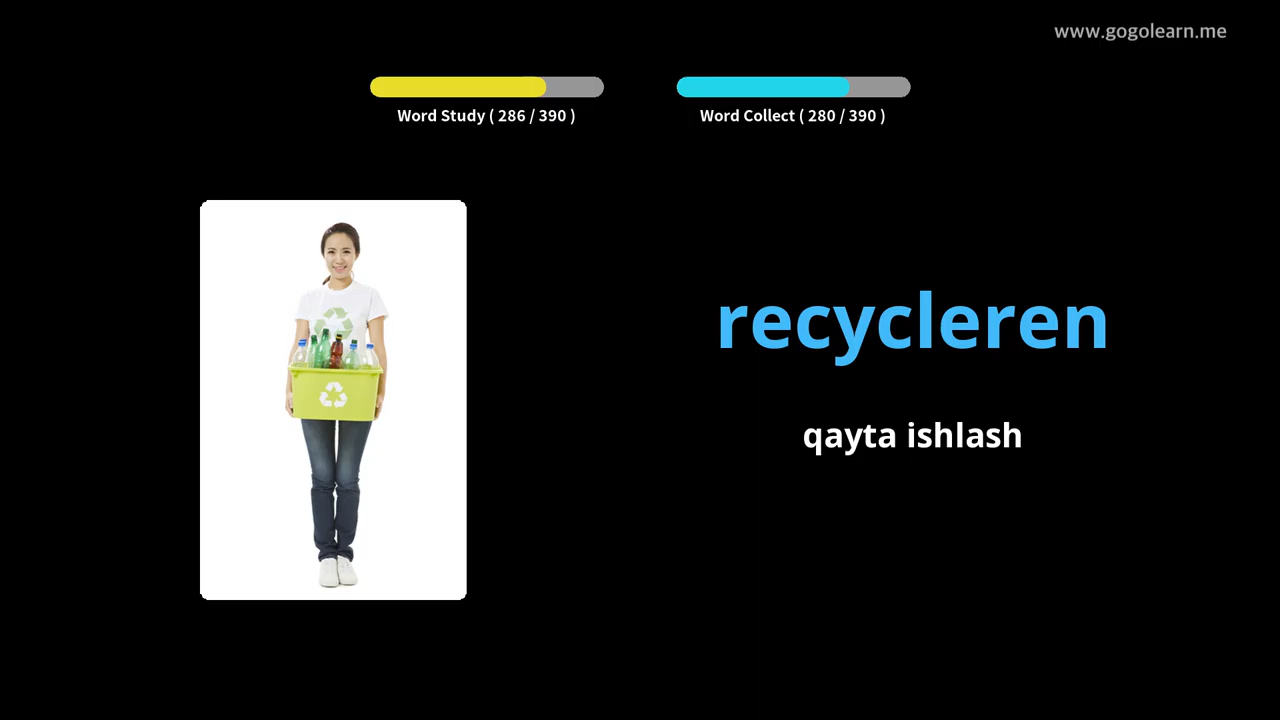 www.gogolearn.me
Word Study ( 286 / 390 )
Word Collect ( 280 / 390 )
recycleren
qayta ishlash